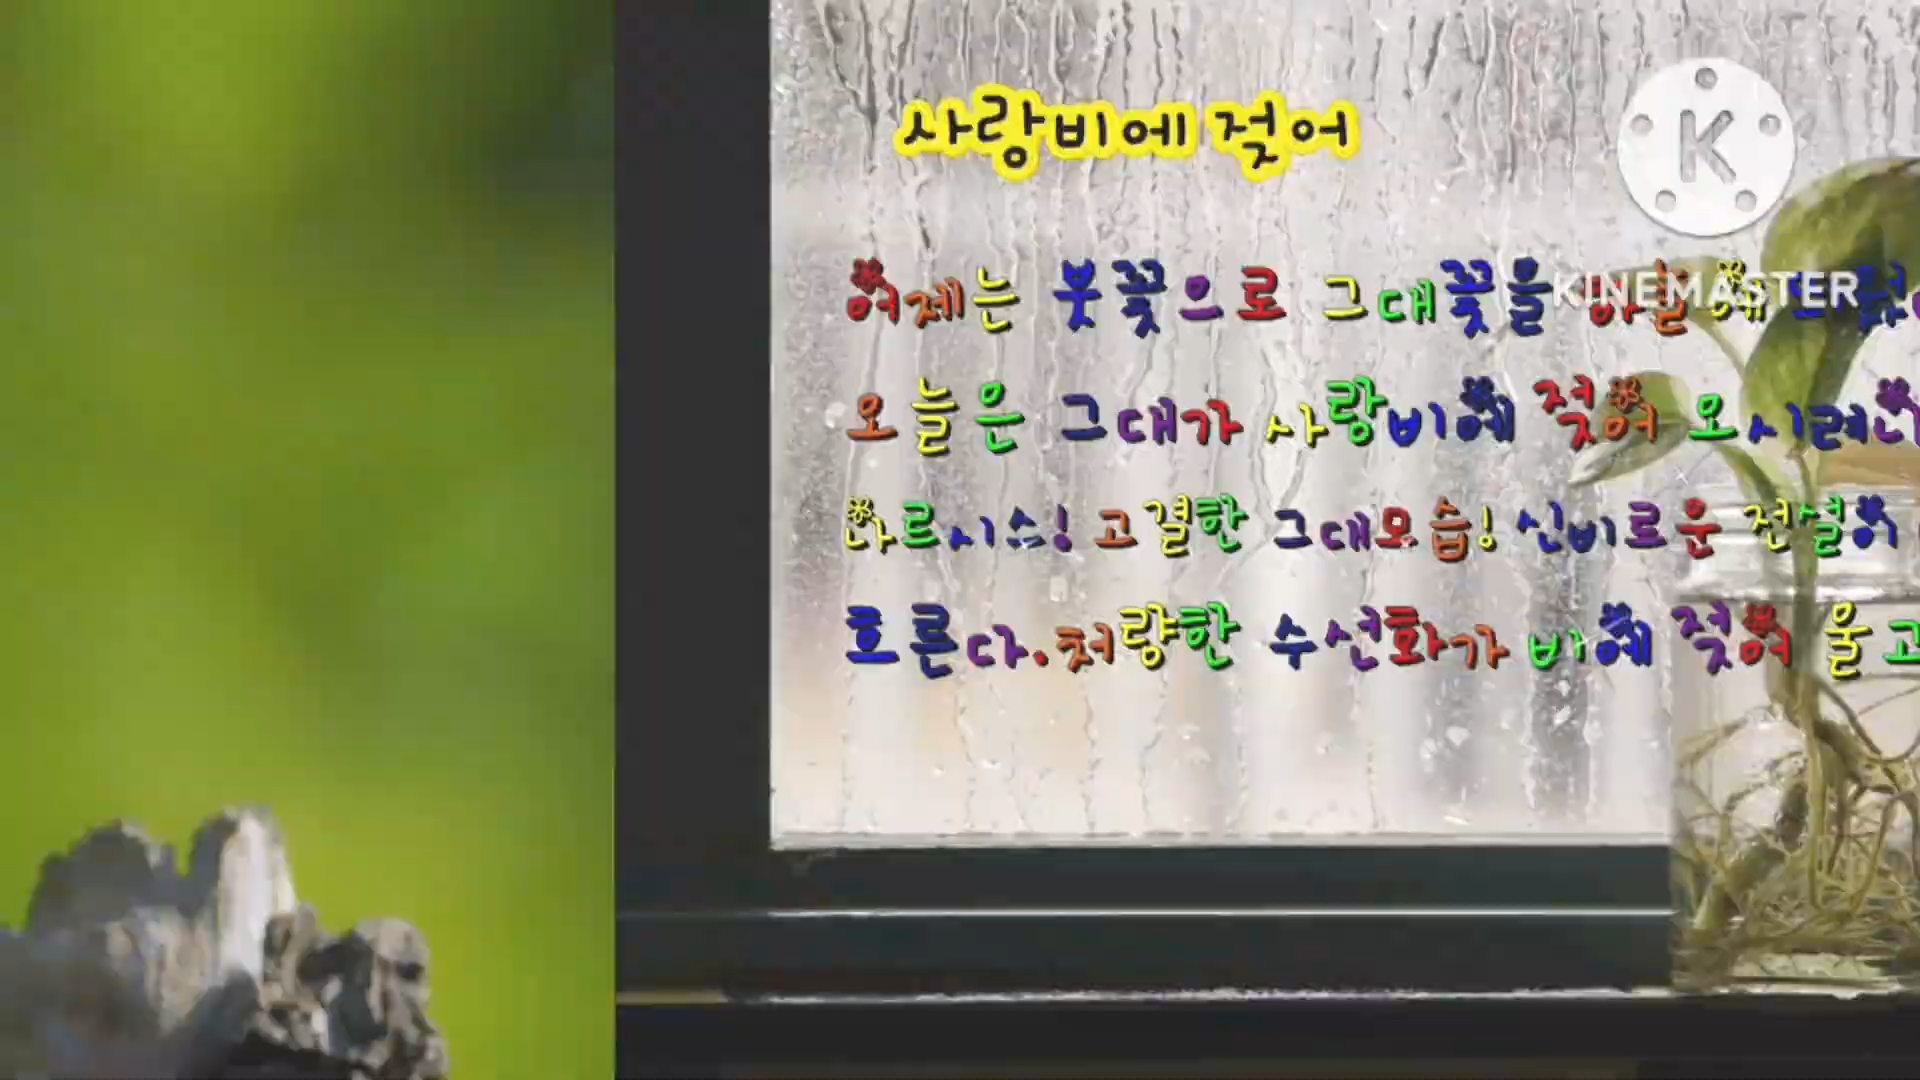 사랑비에 젖어
K
KINEMASTER
어제는 붓꽃으로 그대꽃을
오늘은 그대가 사랑비에 젖어 오시려나
나르시스! 고결한 그대모습! 신비로운 전설이
흐른다.처량한 수선화가 비에 젖어 울고